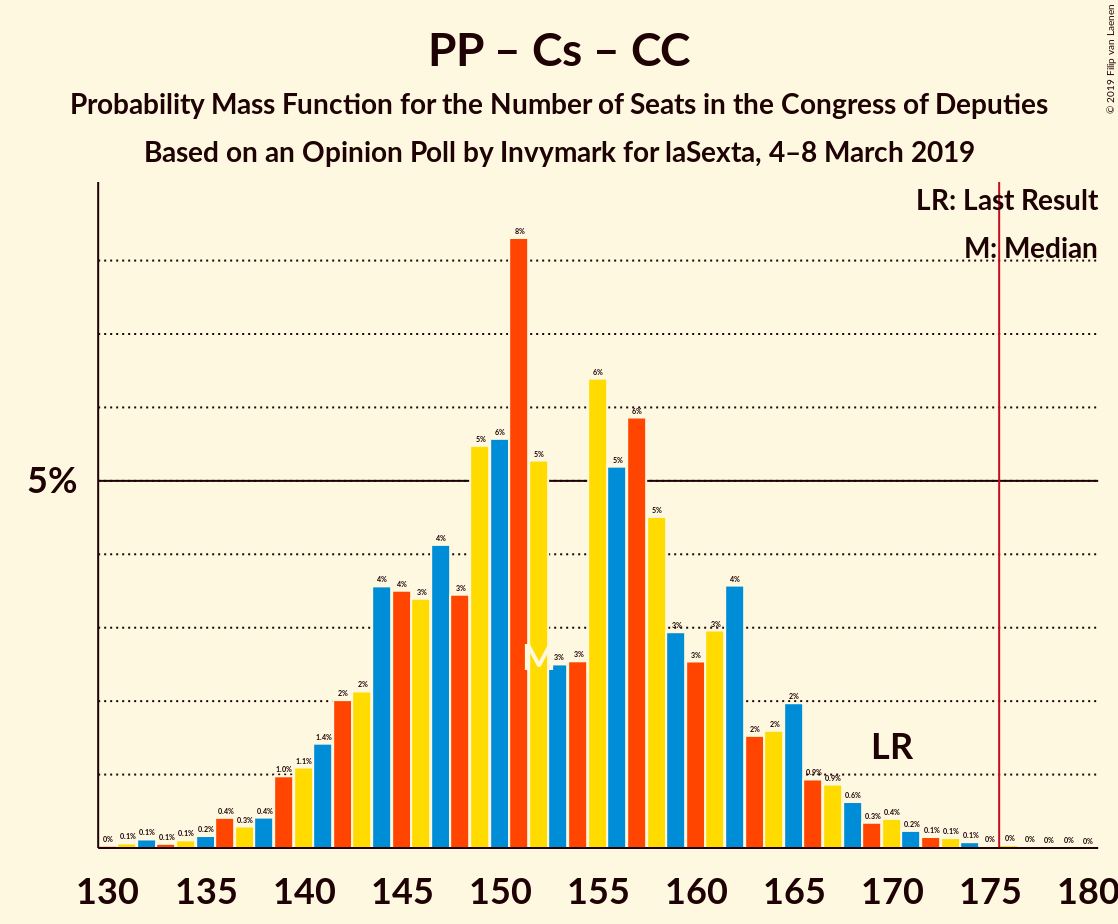 PP – Cs – CC
Probability Mass Function for the Number of Seats in the Congress of Deputies
Based on an Opinion Poll by Invymark for laSexta, 4–8 March 2019
© 2019 Filip van Laenen
LR: Last Result
M: Median
5%
0% 0.1% 0.1% 0.1% 0.1% 0.2% 0.4% 0.3% 0.4% 1.0% 1.1% 1.4% 2% 2% 4% 4% 3% 4% 3% 5% 6% 8% 5% 3% 3% 6% 5% 6% 5% 3% 3% 3% 4% 2% 2% 2% 0.9% 0.9% 0.6% 0.3% 0.4% 0.2% 0.1% 0.1% 0.1% 0% 0% 0% 0% 0% 0%
M
LR
130 135 140 145 150 155 160 165 170 175 180